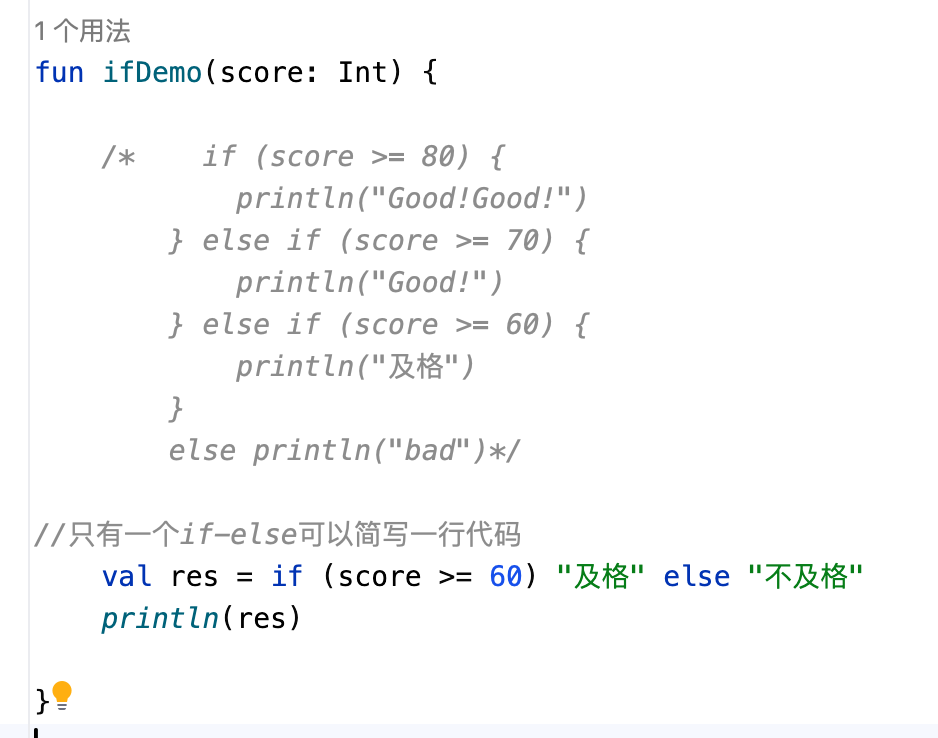 1 个用法
fun ifDemo(score: Int) {
/*    if (score >= 80) {
println("Good!Good!")
} else if (score >= 70) {
println("Good!")
} else if (score >= 60) {
println("及格")
}
else println("bad")*/
//只有一个if-else可以简写一行代码
val res = if (score >= 60) "及格" else "不及格"
println(res)
}